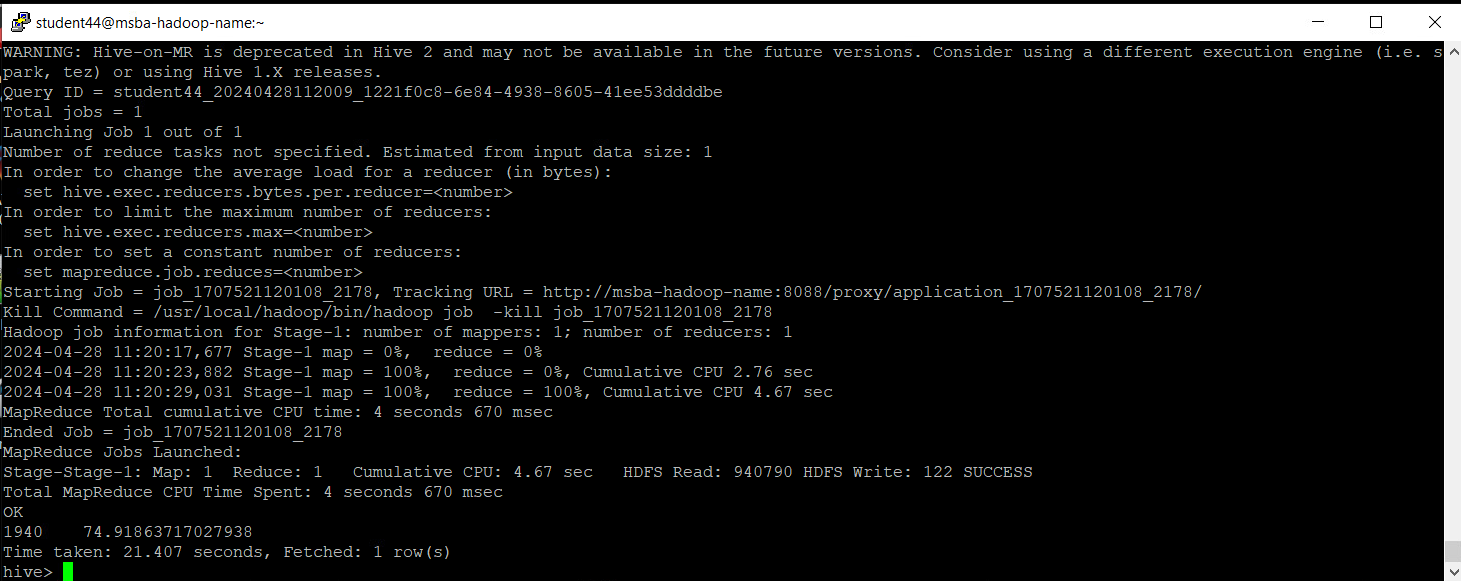 student44@msba-hadoop-name:~
WARNING: Hive-on-MR is deprecated in Hive 2 and may not be available in the future versions. Consider using a different execution engine (i.e. s
park, tez) or using Hive 1.X releases.
Query ID = student44_20240428112009_1221f0c8-6e84-4938-8605-41ee53ddddbe
Total jobs = 1
Launching Job 1 out of 1
Number of reduce tasks not specified. Estimated from input data size: 1
In order to change the average load for a reducer (in bytes):
  set hive.exec.reducers.bytes.per.reducer=<number>
In order to limit the maximum number of reducers:
  set hive.exec.reducers.max=<number>
In order to set a constant number of reducers:
  set mapreduce.job.reduces=<number>
Starting Job = job_1707521120108_2178, Tracking URL = http://msba-hadoop-name:8088/proxy/application_1707521120108_2178/
Kill Command = /usr/local/hadoop/bin/hadoop job  -kill job_1707521120108_2178
Hadoop job information for Stage-1: number of mappers: 1; number of reducers: 1
2024-04-28 11:20:17,677 Stage-1 map = 0%,  reduce = 0%
2024-04-28 11:20:23,882 Stage-1 map = 100%,  reduce = 0%, Cumulative CPU 2.76 sec
2024-04-28 11:20:29,031 Stage-1 map = 100%,  reduce = 100%, Cumulative CPU 4.67 sec
MapReduce Total cumulative CPU time: 4 seconds 670 msec
Ended Job = job_1707521120108_2178
MapReduce Jobs Launched:
Stage-Stage-1: Map: 1  Reduce: 1   Cumulative CPU: 4.67 sec   HDFS Read: 940790 HDFS Write: 122 SUCCESS
Total MapReduce CPU Time Spent: 4 seconds 670 msec
OK
1940    74.91863717027938
Time taken: 21.407 seconds, Fetched: 1 row(s)
hive>